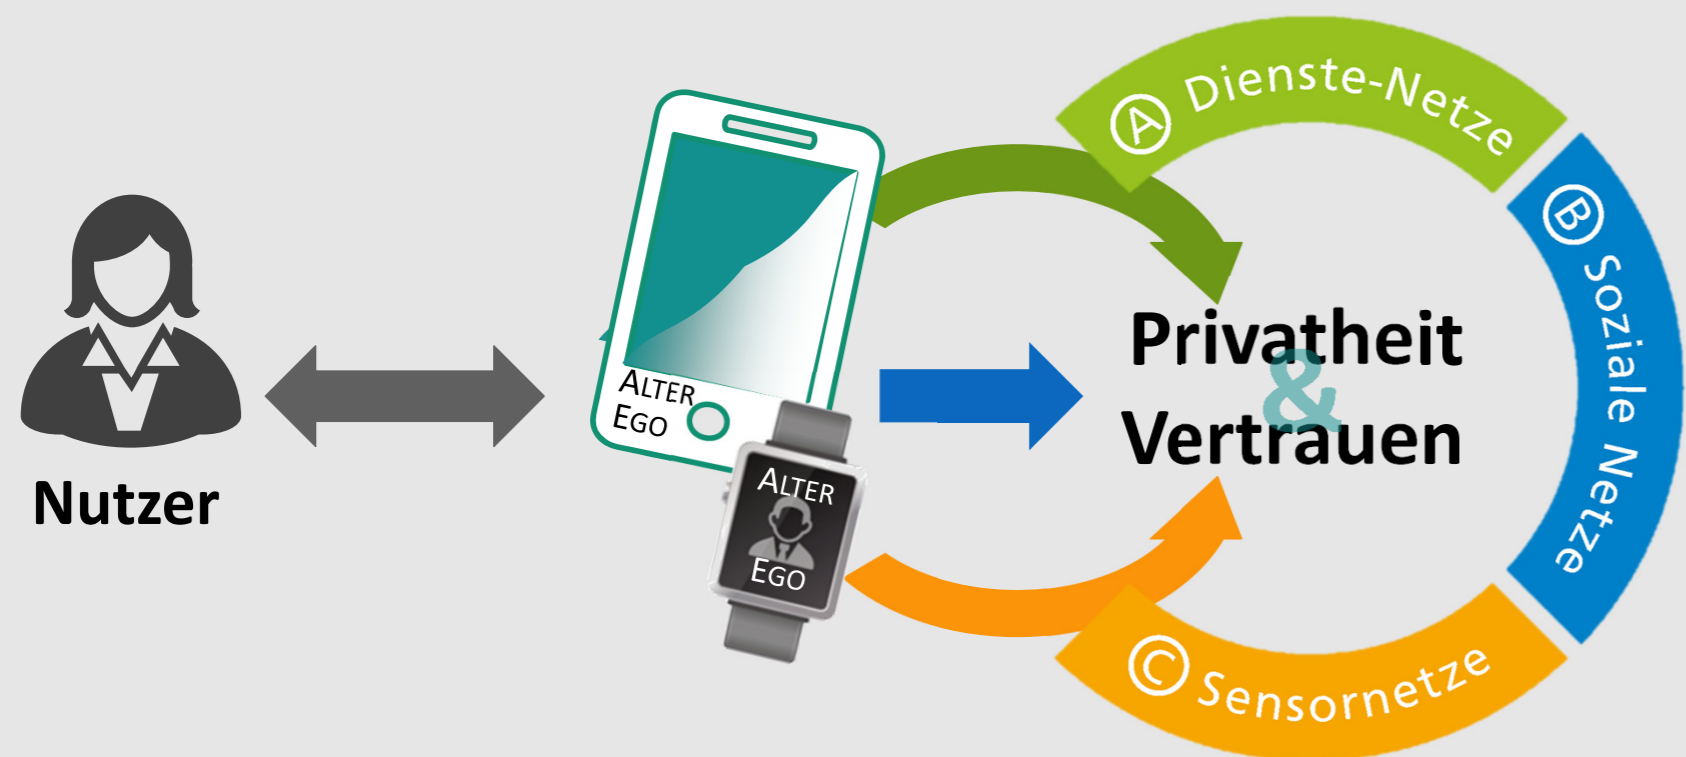 Nutzer
ALTER
EGO
ALTER
EGO
Privatheit
&
Vertrauen
A Dienste-Netze
B Soziale Netze
C Sensornetze